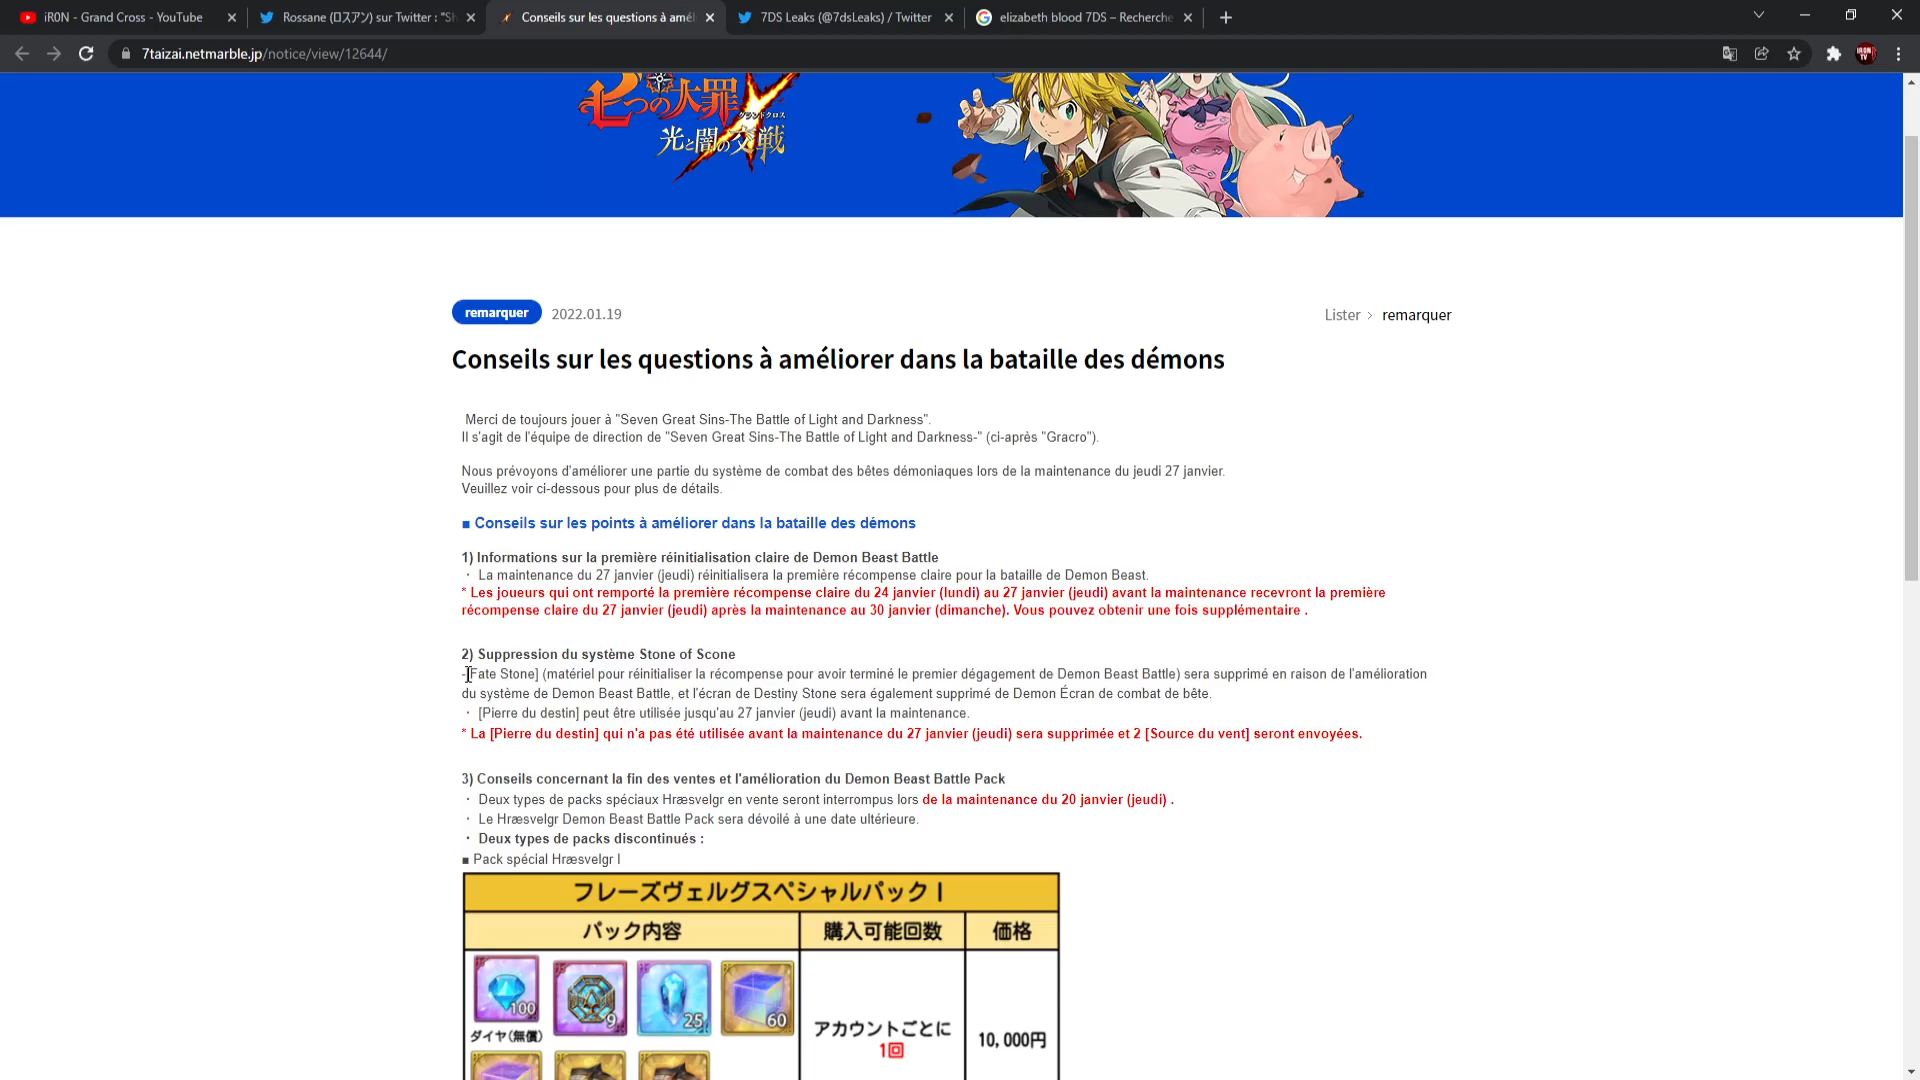 iR0N - Grand Cross - YouTube
Rossane (ロスアン) sur Twitter : "Sh
Conseils sur les questions à amél
7DS Leaks (@7dsLeaks) / Twitter
elizabeth blood 7DS – Recherche
7taizai.netmarble.jp/notice/view/12644/
七つの大罪
グランドクロス
光と闇の交戦
remarquer 2022.01.19
Lister > remarquer
Conseils sur les questions à améliorer dans la bataille des démons
Merci de toujours jouer à "Seven Great Sins-The Battle of Light and Darkness".
Il s'agit de l'équipe de direction de "Seven Great Sins-The Battle of Light and Darkness-" (ci-après "Gracro").
Nous prévoyons d'améliorer une partie du système de combat des bêtes démoniaques lors de la maintenance du jeudi 27 janvier.
Veuillez voir ci-dessous pour plus de détails.
■ Conseils sur les points à améliorer dans la bataille des démons
1) Informations sur la première réinitialisation claire de Demon Beast Battle
・ La maintenance du 27 janvier (jeudi) réinitialisera la première récompense claire pour la bataille de Demon Beast.
* Les joueurs qui ont remporté la première récompense claire du 24 janvier (lundi) au 27 janvier (jeudi) avant la maintenance recevront la première
récompense claire du 27 janvier (jeudi) après la maintenance au 30 janvier (dimanche). Vous pouvez obtenir une fois supplémentaire .
2) Suppression du système Stone of Scone
-[Fate Stone] (matériel pour réinitialiser la récompense pour avoir terminé le premier dégagement de Demon Beast Battle) sera supprimé en raison de l'amélioration
du système de Demon Beast Battle, et l'écran de Destiny Stone sera également supprimé de Demon Écran de combat de bête.
・ [Pierre du destin] peut être utilisée jusqu'au 27 janvier (jeudi) avant la maintenance.
* La [Pierre du destin] qui n'a pas été utilisée avant la maintenance du 27 janvier (jeudi) sera supprimée et 2 [Source du vent] seront envoyées.
3) Conseils concernant la fin des ventes et l'amélioration du Demon Beast Battle Pack
・ Deux types de packs spéciaux Hræsvelgr en vente seront interrompus lors de la maintenance du 20 janvier (jeudi) .
・ Le Hræsvelgr Demon Beast Battle Pack sera dévoilé à une date ultérieure.
・ Deux types de packs discontinués :
■ Pack spécial Hræsvelgr I
フレーズヴェルグスペシャルパック I
パック内容 購入可能回数 価格
100 9 25 60
ダイヤ(無償)
アカウントごとに
1回
10,000円